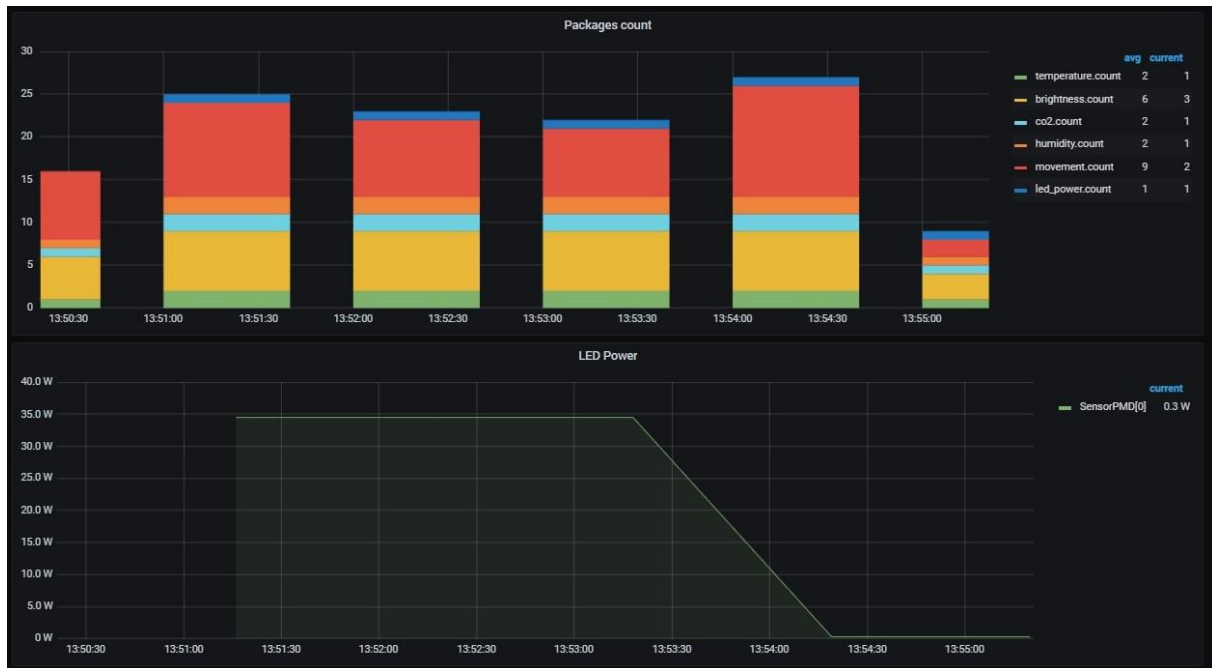 Packages count
30
25
20
15
10
5
0
13:50:30 13:51:00 13:51:30 13:52:00 13:52:30 13:53:00 13:53:30 13:54:00 13:54:30 13:55:00
avg current
temperature.count 2 1
brightness.count 6 3
co2.count 2 1
humidity.count 2 1
movement.count 9 2
led_power.count 1 1
LED Power
40.0 W
35.0 W
30.0 W
25.0 W
20.0 W
15.0 W
10.0 W
5.0 W
0 W
13:50:30 13:51:00 13:51:30 13:52:00 13:52:30 13:53:00 13:53:30 13:54:00 13:54:30 13:55:00
current
SensorPMD[0] 0.3 W